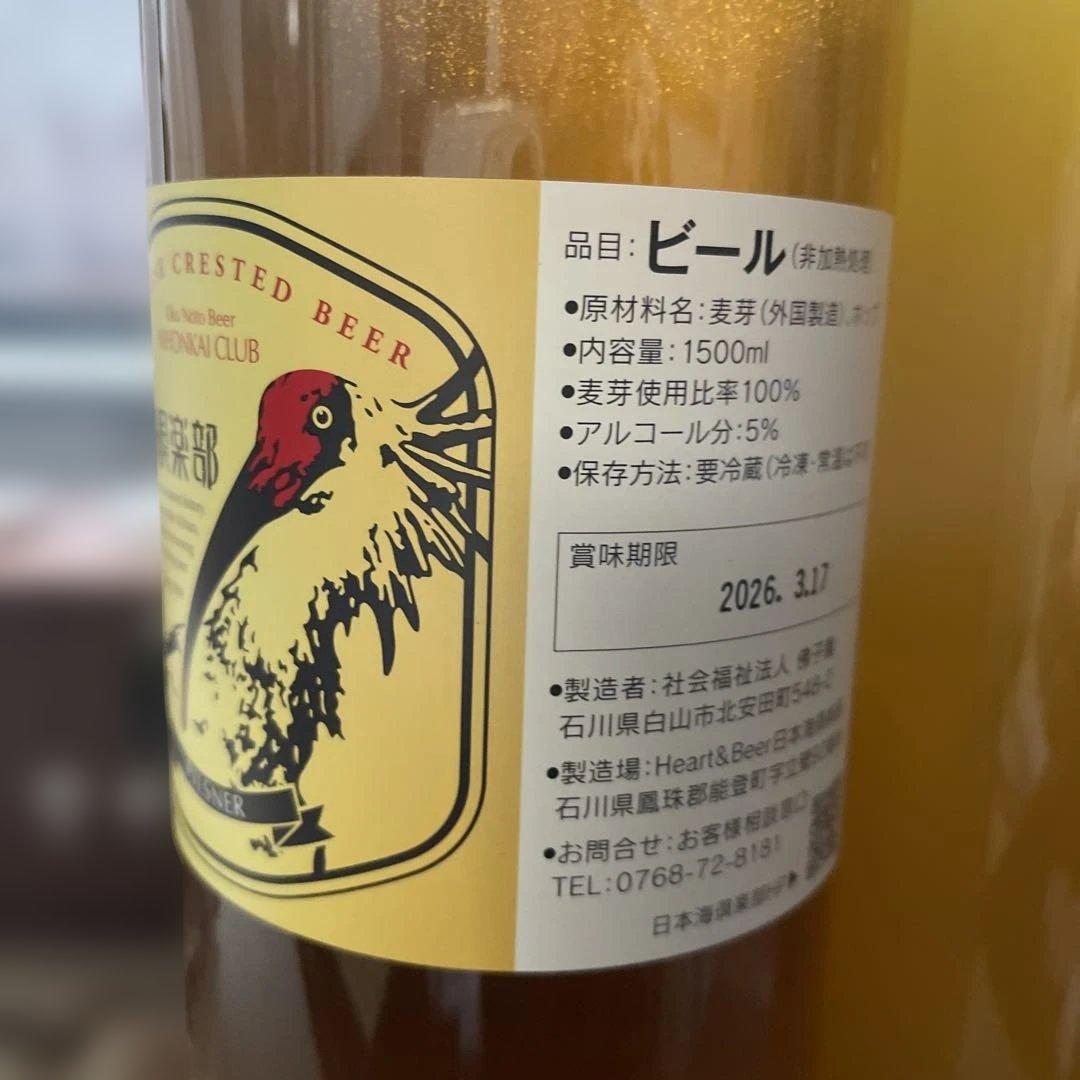 CRESTED BEER
Oku Noto Beer
NIHONKAI CLUB
倶楽部
品目：ビール（非加熱処理）
●原材料名：麦芽（外国製造）、ホップ
●内容量：1500ml
●麦芽使用比率100%
●アルコール分：5%
●保存方法：要冷蔵（冷凍・常温は不可
賞味期限
2026. 3.17
●製造者：社会福祉法人 佛子園
石川県白山市北安田町548-2
●製造場：Heart&Beer日本海倶楽部
石川県鳳珠郡能登町字立壁
●お問合せ：お客様相談窓口
TEL：0768-72-8181
日本海倶楽部HP▶